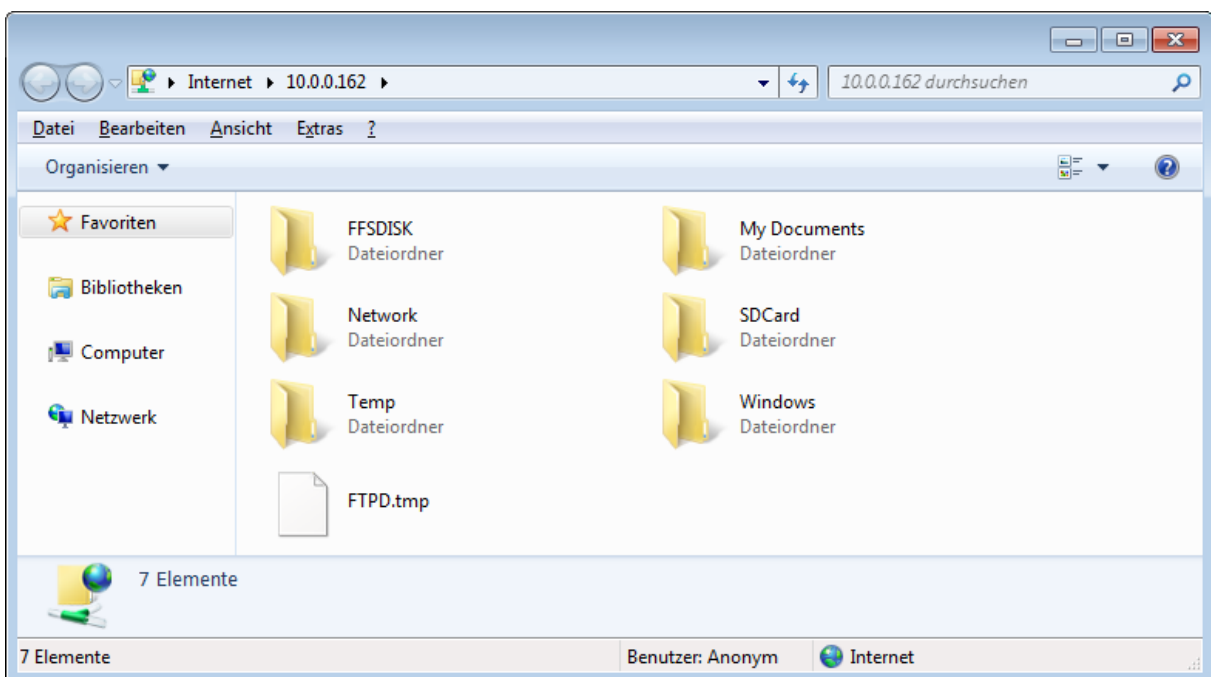 Internet 10.0.0.162 10.0.0.162 durchsuchen
Datei Bearbeiten Ansicht Extras ?
Organisieren
Favoriten
Bibliotheken
Computer
Netzwerk
FFSDISK
Dateiordner
My Documents
Dateiordner
Network
Dateiordner
SDCard
Dateiordner
Temp
Dateiordner
Windows
Dateiordner
FTPD.tmp
7 Elemente
7 Elemente Benutzer: Anonym Internet